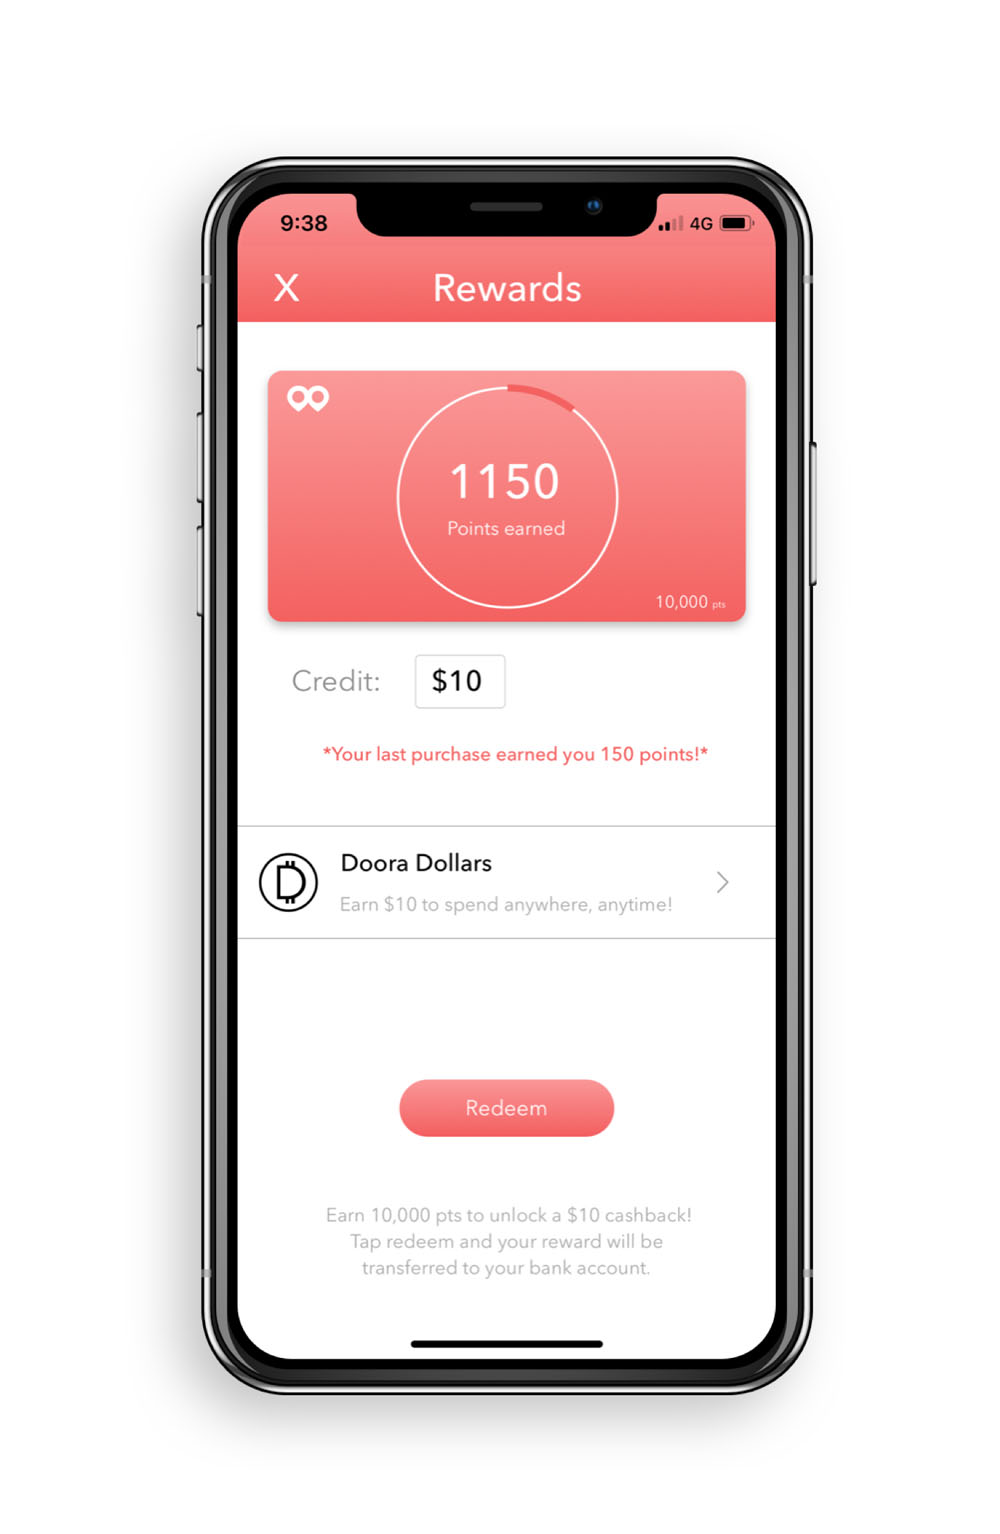 9:38
4G
X
Rewards
1150
Points earned
10,000 pts
Credit:
$10
*Your last purchase earned you 150 points!*
Doora Dollars
Earn $10 to spend anywhere, anytime!
Redeem
Earn 10,000 pts to unlock a $10 cashback!
Tap redeem and your reward will be
transferred to your bank account.